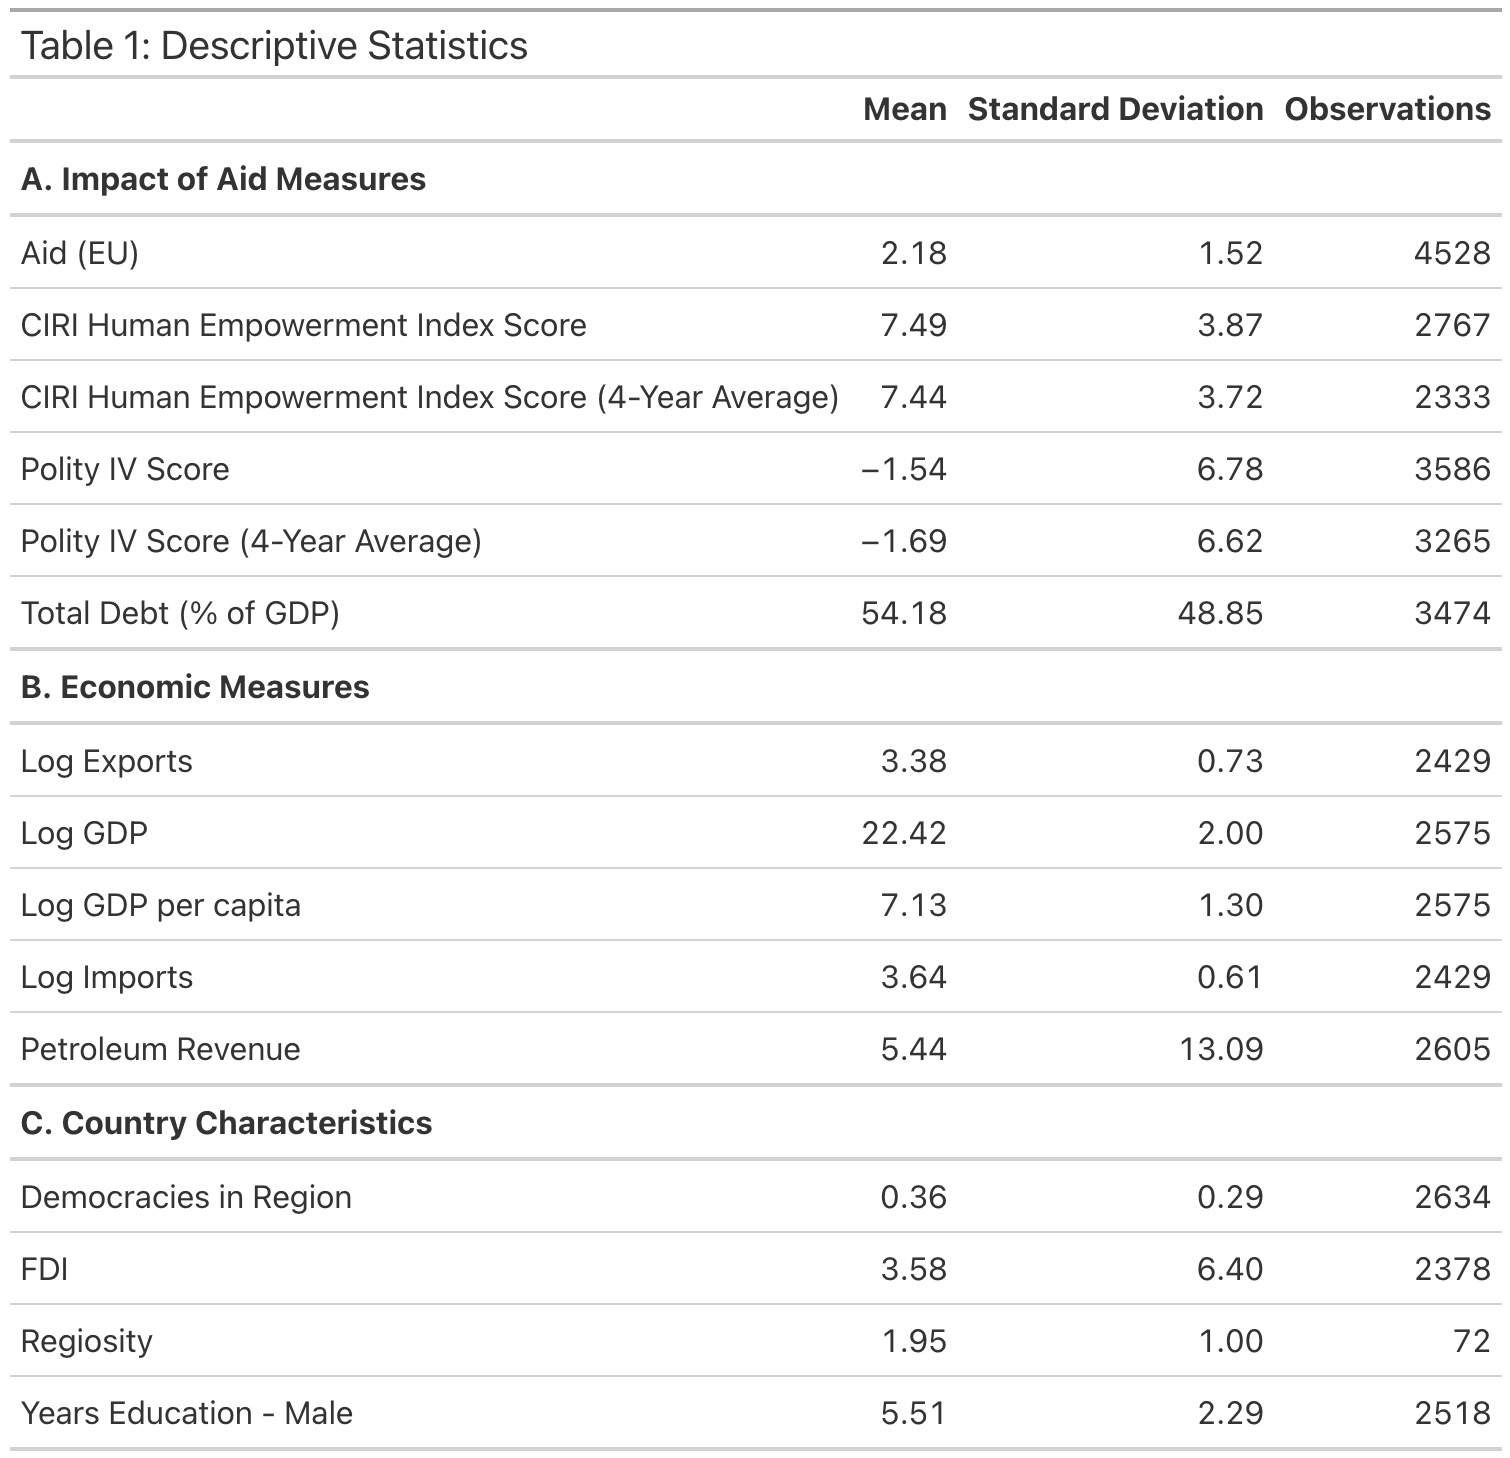 Table 1: Descriptive Statistics
Mean Standard Deviation Observations
A. Impact of Aid Measures
Aid (EU) 2.18 1.52 4528
CIRI Human Empowerment Index Score 7.49 3.87 2767
CIRI Human Empowerment Index Score (4-Year Average) 7.44 3.72 2333
Polity IV Score −1.54 6.78 3586
Polity IV Score (4-Year Average) −1.69 6.62 3265
Total Debt (% of GDP) 54.18 48.85 3474
B. Economic Measures
Log Exports 3.38 0.73 2429
Log GDP 22.42 2.00 2575
Log GDP per capita 7.13 1.30 2575
Log Imports 3.64 0.61 2429
Petroleum Revenue 5.44 13.09 2605
C. Country Characteristics
Democracies in Region 0.36 0.29 2634
FDI 3.58 6.40 2378
Regiosity 1.95 1.00 72
Years Education - Male 5.51 2.29 2518